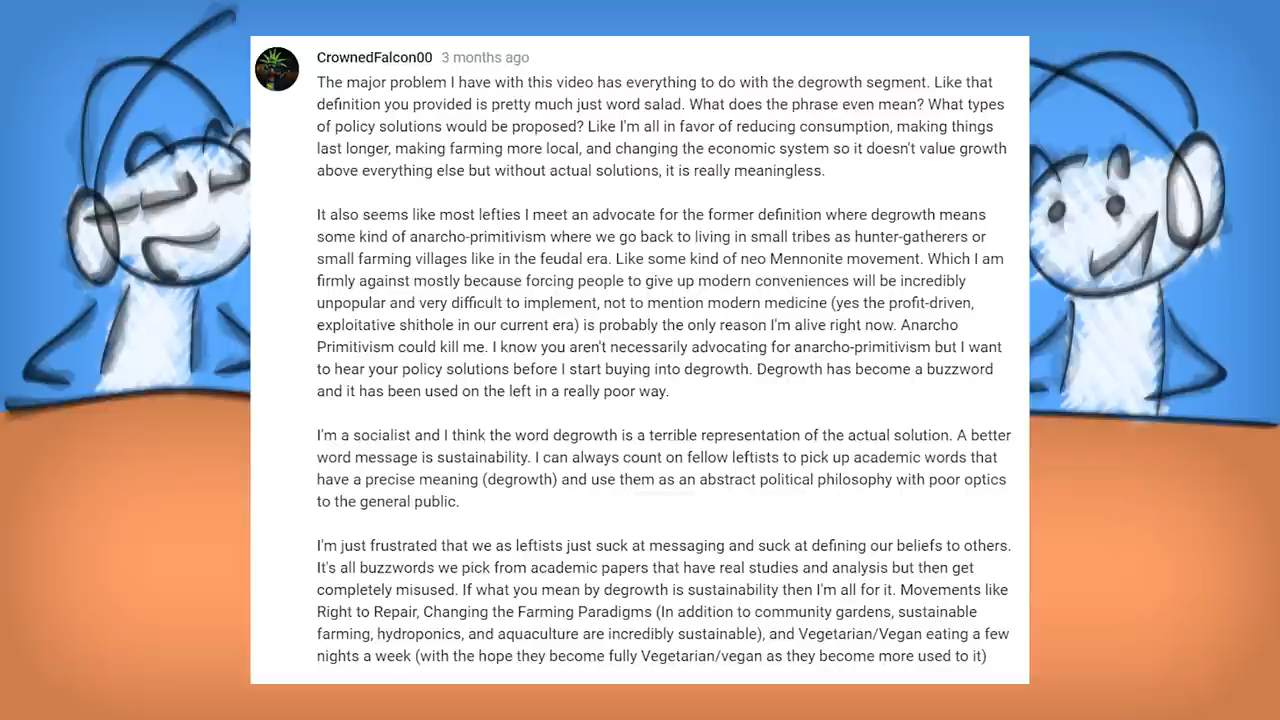 CrownedFalcon00 3 months ago
The major problem I have with this video has everything to do with the degrowth segment. Like that
definition you provided is pretty much just word salad. What does the phrase even mean? What types
of policy solutions would be proposed? Like I'm all in favor of reducing consumption, making things
last longer, making farming more local, and changing the economic system so it doesn't value growth
above everything else but without actual solutions, it is really meaningless.
It also seems like most lefties I meet an advocate for the former definition where degrowth means
some kind of anarcho-primitivism where we go back to living in small tribes as hunter-gatherers or
small farming villages like in the feudal era. Like some kind of neo Mennonite movement. Which I am
firmly against mostly because forcing people to give up modern conveniences will be incredibly
unpopular and very difficult to implement, not to mention modern medicine (yes the profit-driven,
exploitative shithole in our current era) is probably the only reason I'm alive right now. Anarcho
Primitivism could kill me. I know you aren't necessarily advocating for anarcho-primitivism but I want
to hear your policy solutions before I start buying into degrowth. Degrowth has become a buzzword
and it has been used on the left in a really poor way.
I'm a socialist and I think the word degrowth is a terrible representation of the actual solution. A better
word message is sustainability. I can always count on fellow leftists to pick up academic words that
have a precise meaning (degrowth) and use them as an abstract political philosophy with poor optics
to the general public.
I'm just frustrated that we as leftists just suck at messaging and suck at defining our beliefs to others.
It's all buzzwords we pick from academic papers that have real studies and analysis but then get
completely misused. If what you mean by degrowth is sustainability then I'm all for it. Movements like
Right to Repair, Changing the Farming Paradigms (In addition to community gardens, sustainable
farming, hydroponics, and aquaculture are incredibly sustainable), and Vegetarian/Vegan eating a few
nights a week (with the hope they become fully Vegetarian/vegan as they become more used to it)